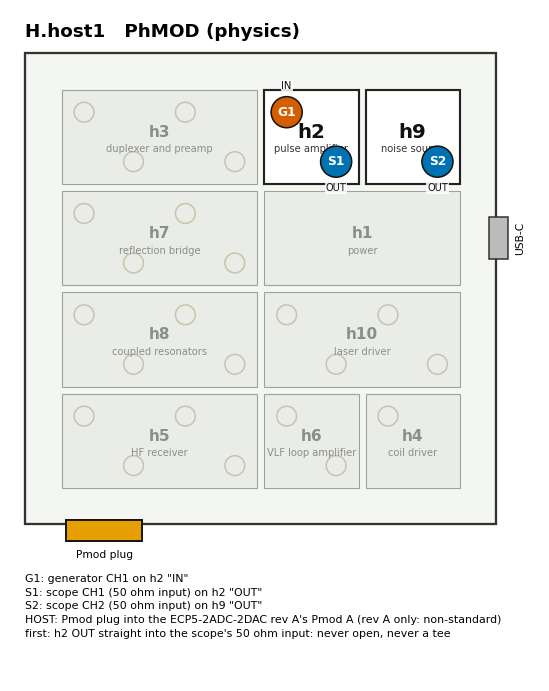 H.host1 PhMOD (physics)
IN
G1
h3
duplexer and preamp
h2
pulse amplifier
S1
OUT
h9
noise sour
S2
OUT
h7
reflection bridge
h1
power
USB-C
h8
coupled resonators
h10
laser driver
h5
HF receiver
h6
VLF loop amplifier
h4
coil driver
Pmod plug
G1: generator CH1 on h2 "IN"
S1: scope CH1 (50 ohm input) on h2 "OUT"
S2: scope CH2 (50 ohm input) on h9 "OUT"
HOST: Pmod plug into the ECP5-2ADC-2DAC rev A's Pmod A (rev A only: non-standard)
first: h2 OUT straight into the scope's 50 ohm input: never open, never a tee